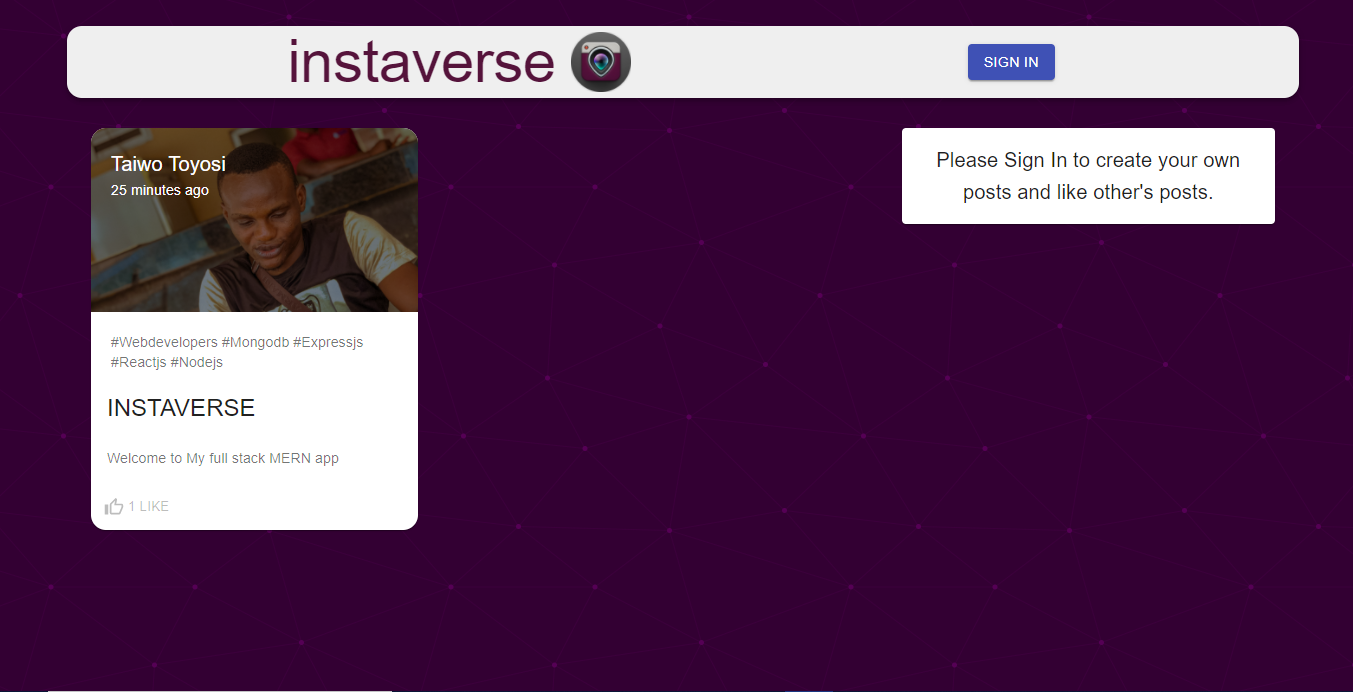 instaverse
SIGN IN
Taiwo Toyosi
25 minutes ago
#Webdevelopers #Mongodb #Expressjs
#Reactjs #Nodejs
INSTAVERSE
Welcome to My full stack MERN app
1 LIKE
Please Sign In to create your own
posts and like other's posts.